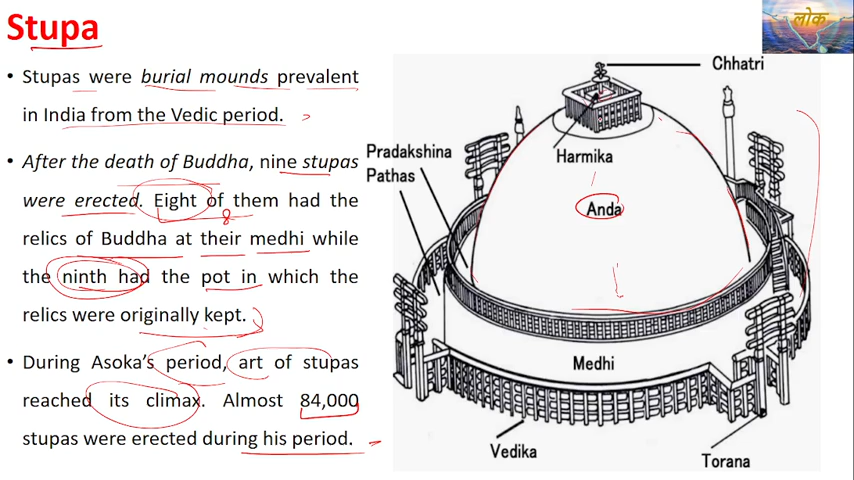 Stupa
• Stupas were burial mounds prevalent
in India from the Vedic period.
• After the death of Buddha, nine stupas
were erected. Eight of them had the
8
relics of Buddha at their medhi while
the ninth had the pot in which the
relics were originally kept.
• During Asoka's period, art of stupas
reached its climax. Almost 84,000
stupas were erected during his period.
लोक
Chhatri
Pradakshina
Pathas
Harmika
Anda
Medhi
Vedika
Torana